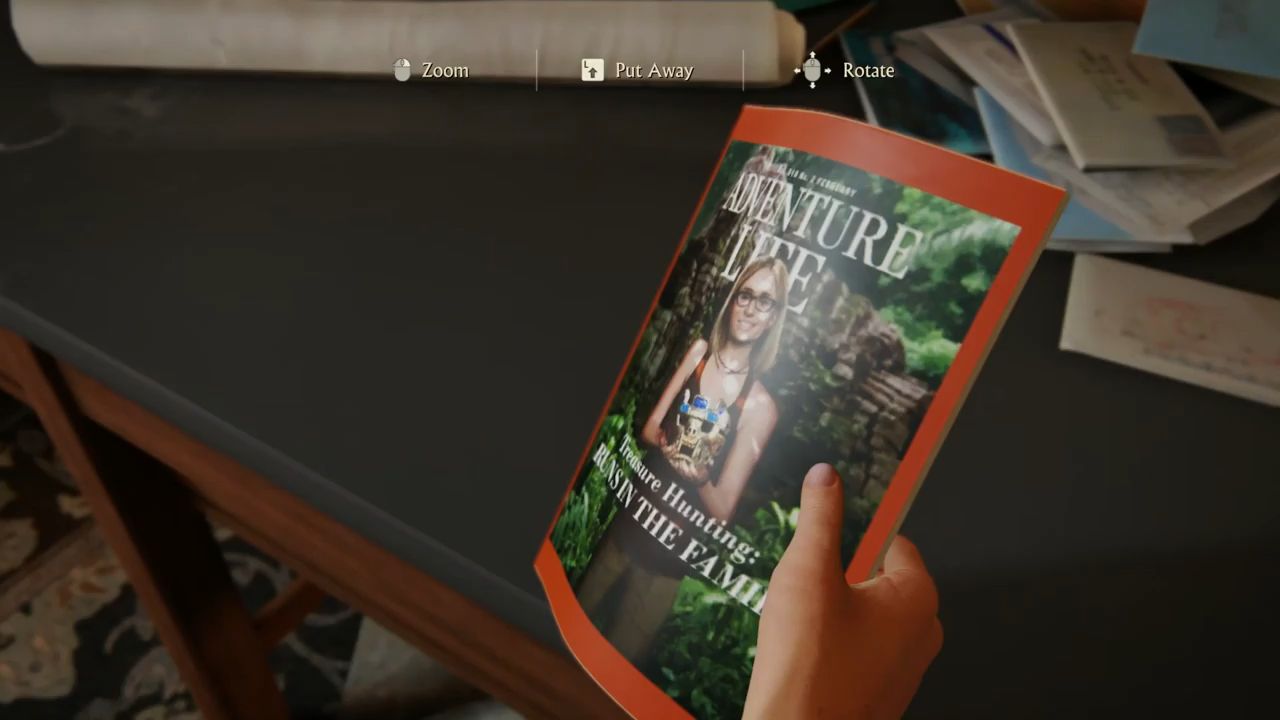 Zoom
Put Away
Rotate
ADVENTURE
LIFE
Treasure Hunting:
RUNS IN THE FAMI